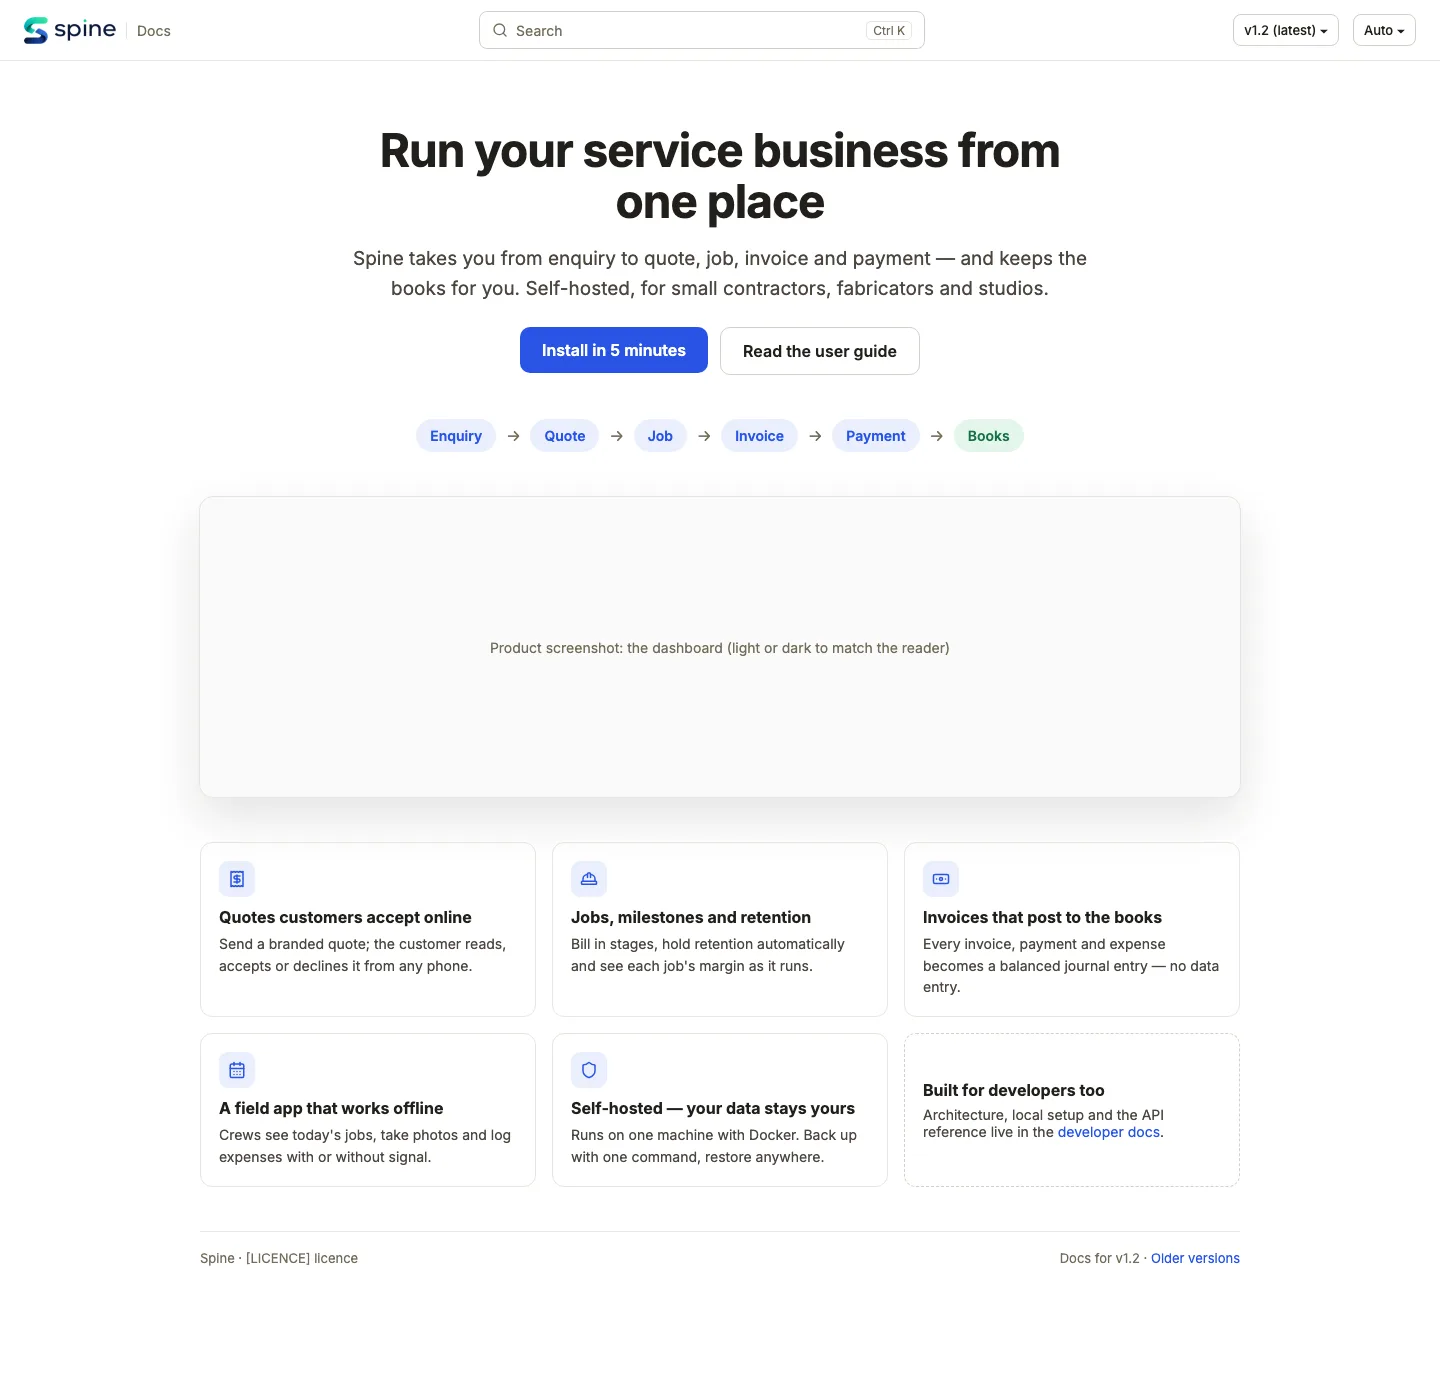 spine
Docs
Search
Ctrl K
v1.2 (latest)
Auto
Run your service business from
one place
Spine takes you from enquiry to quote, job, invoice and payment — and keeps the
books for you. Self-hosted, for small contractors, fabricators and studios.
Install in 5 minutes
Read the user guide
Enquiry → Quote → Job → Invoice → Payment → Books
Product screenshot: the dashboard (light or dark to match the reader)
Quotes customers accept online
Send a branded quote; the customer reads,
accepts or declines it from any phone.
Jobs, milestones and retention
Bill in stages, hold retention automatically
and see each job's margin as it runs.
Invoices that post to the books
Every invoice, payment and expense
becomes a balanced journal entry — no data
entry.
A field app that works offline
Crews see today's jobs, take photos and log
expenses with or without signal.
Self-hosted — your data stays yours
Runs on one machine with Docker. Back up
with one command, restore anywhere.
Built for developers too
Architecture, local setup and the API
reference live in the developer docs.
Spine · [LICENCE] licence
Docs for v1.2 · Older versions